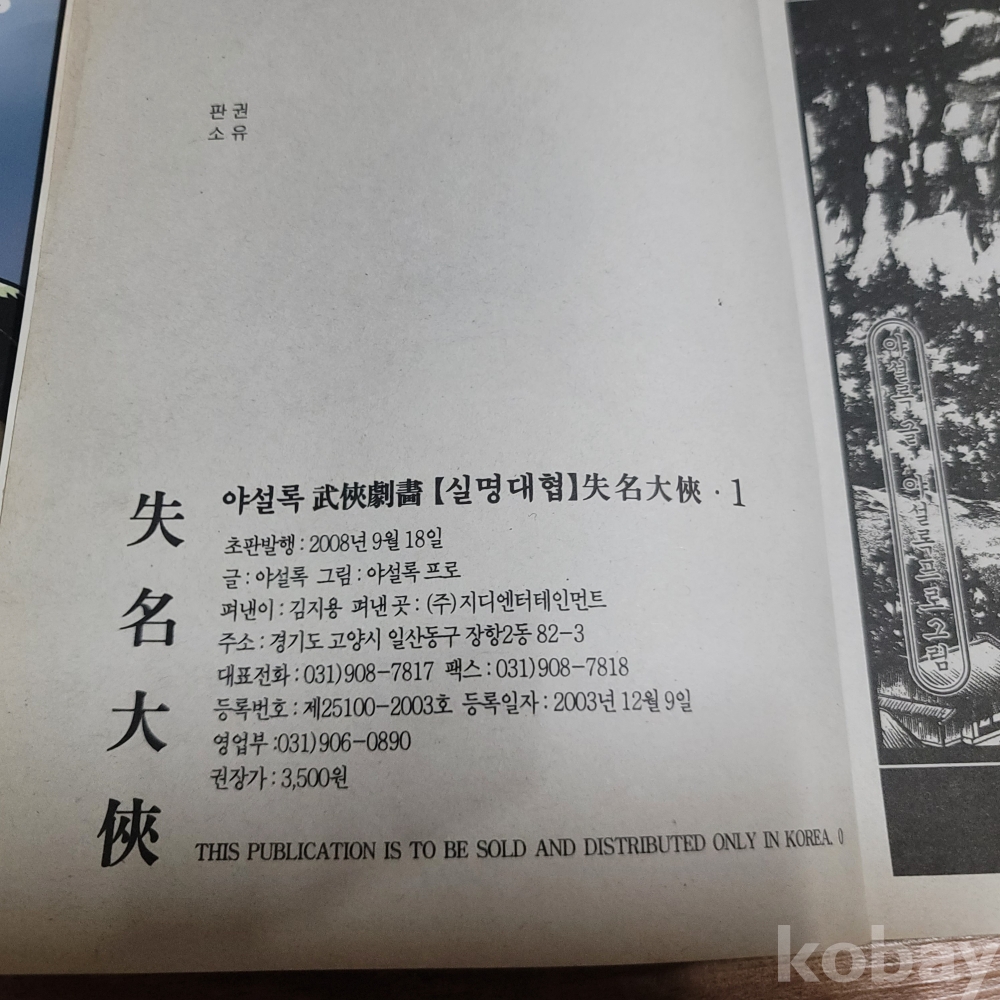 판권
소유
失名大俠
야설록 武俠劇畵【실명대협】失名大俠·1
초판발행 : 2008년 9월 18일
글 : 야설록 그림 : 야설록 프로
펴낸이 : 김지용 펴낸 곳 : (주)지디엔터테인먼트
주소 : 경기도 고양시 일산동구 장항2동 82-3
대표전화 : 031)908-7817 팩스 : 031)908-7818
등록번호 : 제25100-2003호 등록일자 : 2003년 12월 9일
영업부 :031)906-0890
권장가 : 3,500원
THIS PUBLICATION IS TO BE SOLD AND DISTRIBUTED ONLY IN KOREA. 0
야설록 글 야설록프로 그림
kobay